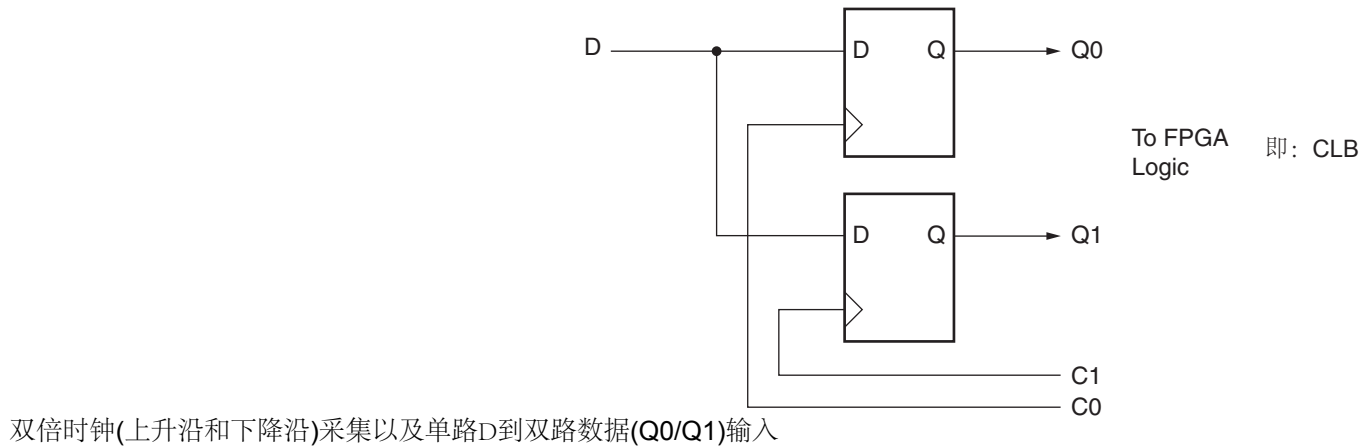 D
D Q
Q0
To FPGA
Logic
即：CLB
D Q
Q1
C1
C0
双倍时钟(上升沿和下降沿)采集以及单路D到双路数据(Q0/Q1)输入